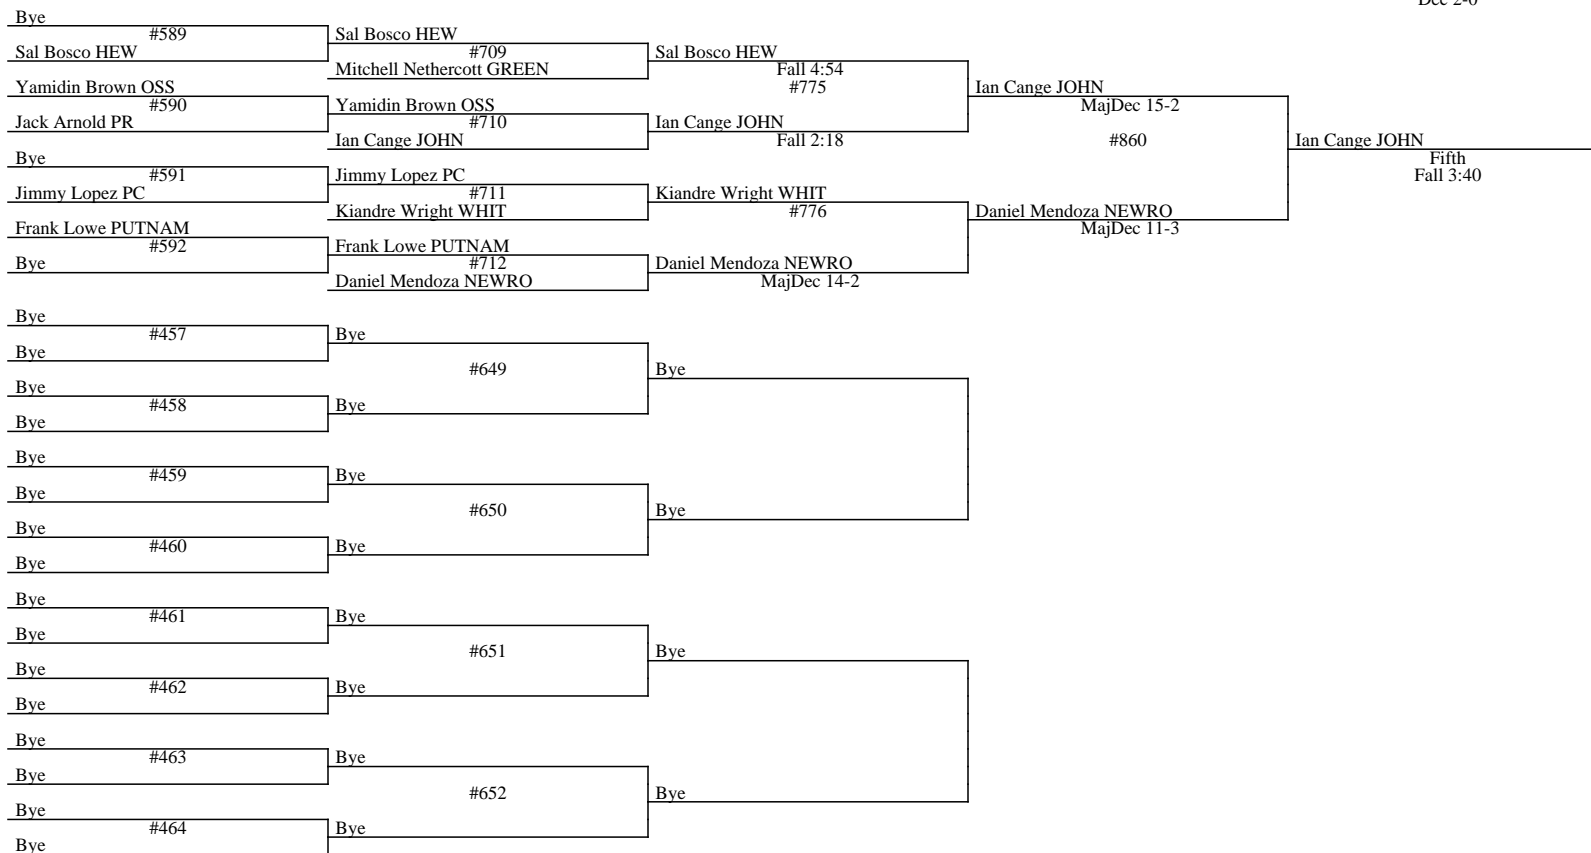 Dec 2-0
Bye
#589
Sal Bosco HEW
Sal Bosco HEW
#709
Mitchell Nethercott GREEN
Sal Bosco HEW
Fall 4:54
#775
Yamidin Brown OSS
#590
Jack Arnold PR
Yamidin Brown OSS
#710
Ian Cange JOHN
Ian Cange JOHN
Fall 2:18
Ian Cange JOHN
MajDec 15-2
#860
Ian Cange JOHN
Fifth
Fall 3:40
Bye
#591
Jimmy Lopez PC
Jimmy Lopez PC
#711
Kiandre Wright WHIT
Kiandre Wright WHIT
#776
Daniel Mendoza NEWRO
MajDec 11-3
Frank Lowe PUTNAM
#592
Bye
Frank Lowe PUTNAM
#712
Daniel Mendoza NEWRO
Daniel Mendoza NEWRO
MajDec 14-2
Bye
#457
Bye
Bye
#649
Bye
Bye
#458
Bye
Bye
Bye
#459
Bye
Bye
#650
Bye
Bye
#460
Bye
Bye
Bye
#461
Bye
Bye
#651
Bye
Bye
#462
Bye
Bye
Bye
#463
Bye
Bye
#652
Bye
Bye
#464
Bye
Bye